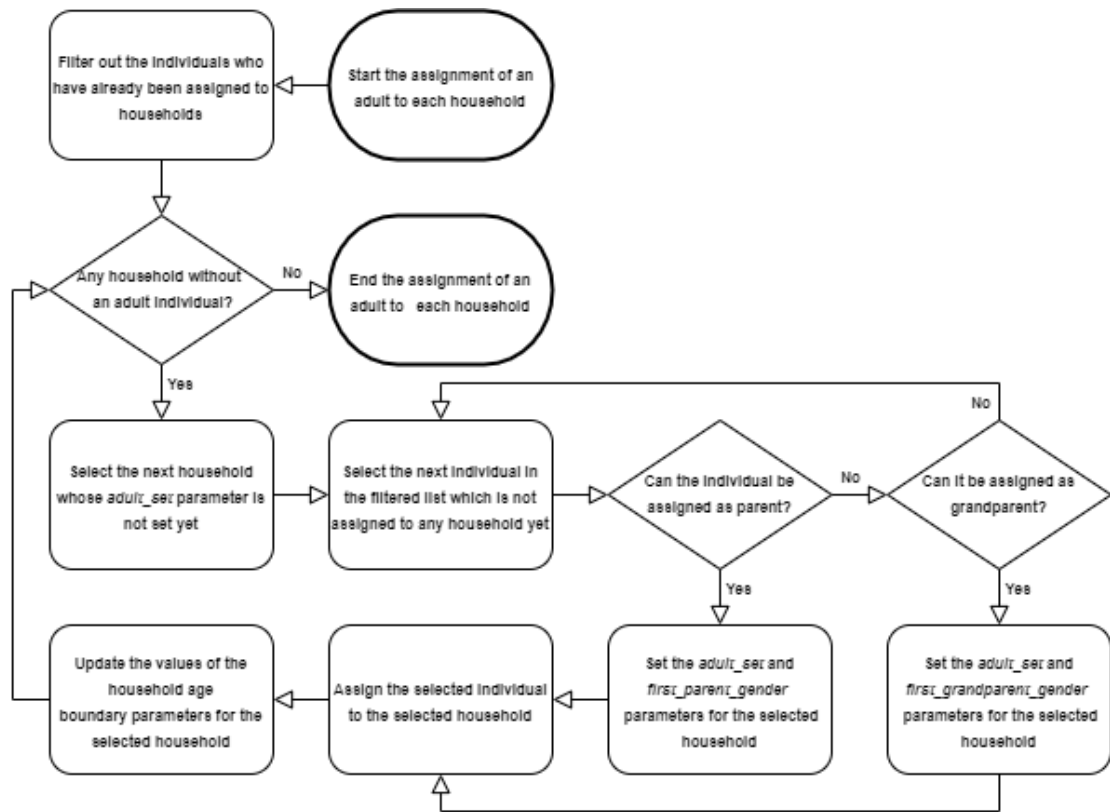 Filter out the individuals who
have already been assigned to
households
Start the assignment of an
adult to each household
Any household without
an adult individual?
No
End the assignment of an
adult to each household
Yes
No
Select the next household
whose adult_set parameter is
not set yet
Select the next individual in
the filtered list which is not
assigned to any household yet
Can the individual be
assigned as parent?
No
Can it be assigned as
grandparent?
Yes
Yes
Update the values of the
household age
boundary parameters for the
selected household
Assign the selected individual
to the selected household
Set the adult_set and
first_parent_gender
parameters for the selected
household
Set the adult_set and
first_grandparent_gender
parameters for the selected
household